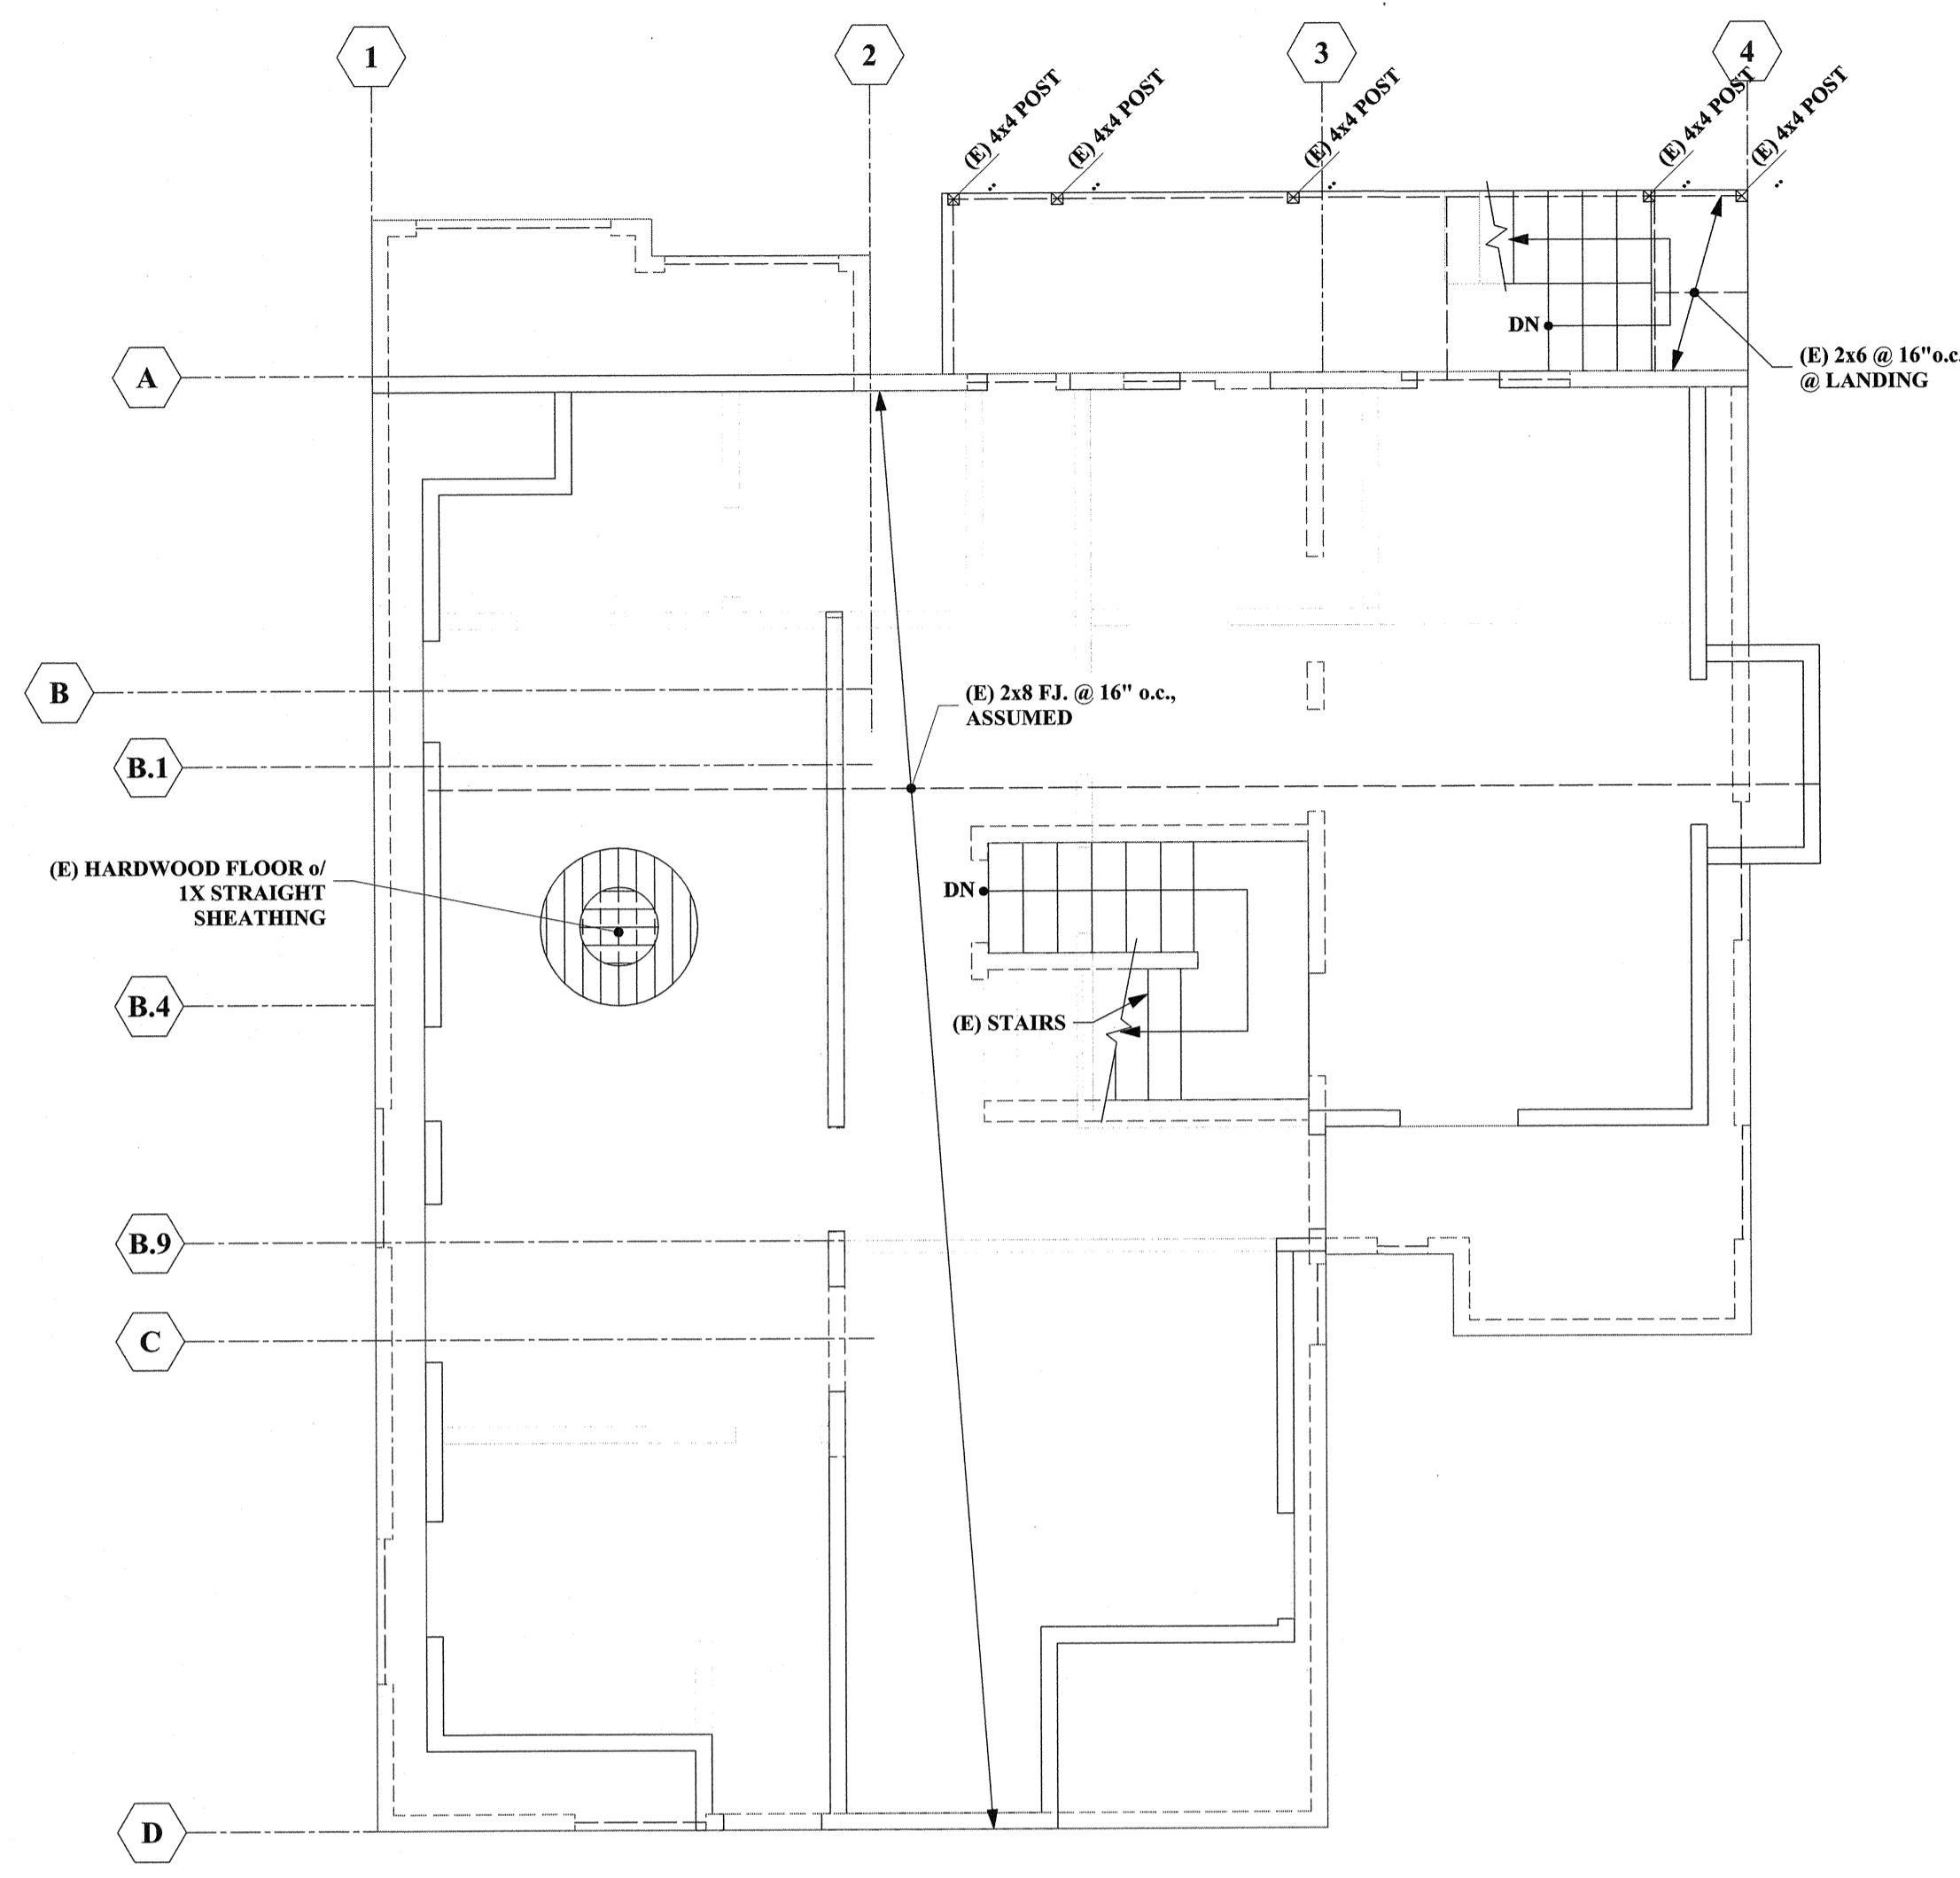 1
2
3
4
(E) 4x4 POST
(E) 4x4 POST
(E) 4x4 POST
(E) 4x4 POST
(E) 4x4 POST
A
DN
(E) 2x6 @ 16"o.c.
@ LANDING
B
(E) 2x8 FJ. @ 16" o.c.,
ASSUMED
B.1
(E) HARDWOOD FLOOR o/
1X STRAIGHT
SHEATHING
DN
B.4
(E) STAIRS
B.9
C
D